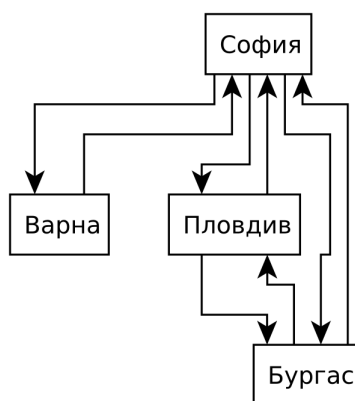 София
Варна
Пловдив
Бургас